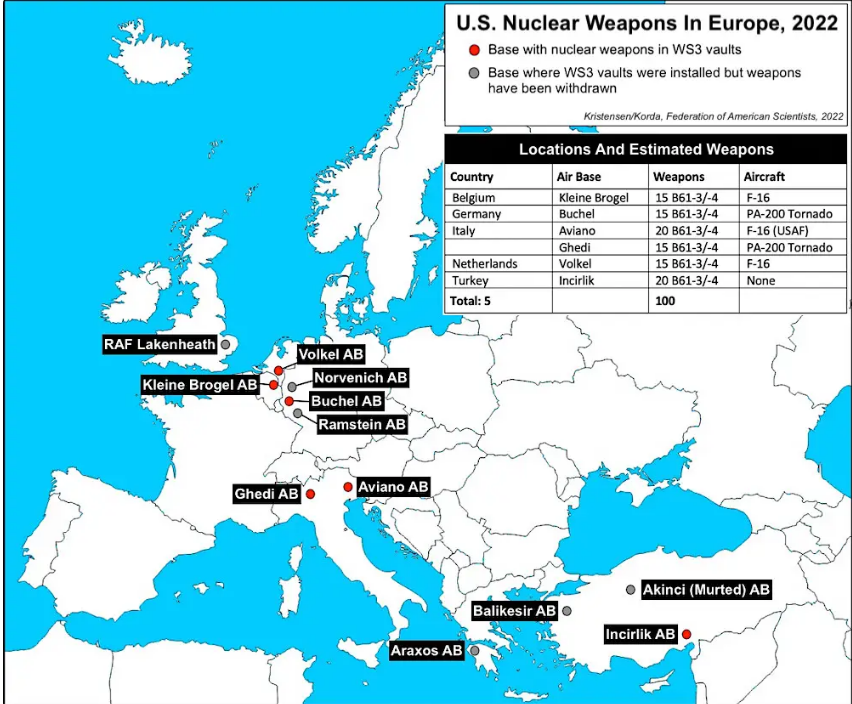 U.S. Nuclear Weapons In Europe, 2022
Base with nuclear weapons in WS3 vaults
Base where WS3 vaults were installed but weapons
have been withdrawn
Kristensen/Korda, Federation of American Scientists, 2022
Locations And Estimated Weapons
Country Air Base Weapons Aircraft
Belgium Kleine Brogel 15 B61-3/-4 F-16
Germany Buchel 15 B61-3/-4 PA-200 Tornado
Italy Aviano 20 B61-3/-4 F-16 (USAF)
Ghedi 15 B61-3/-4 PA-200 Tornado
Netherlands Volkel 15 B61-3/-4 F-16
Turkey Incirlik 20 B61-3/-4 None
Total: 5 100
RAF Lakenheath
Volkel AB
Kleine Brogel AB
Norvenich AB
Buchel AB
Ramstein AB
Ghedi AB
Aviano AB
Akinci (Murted) AB
Balikesir AB
Incirlik AB
Araxos AB